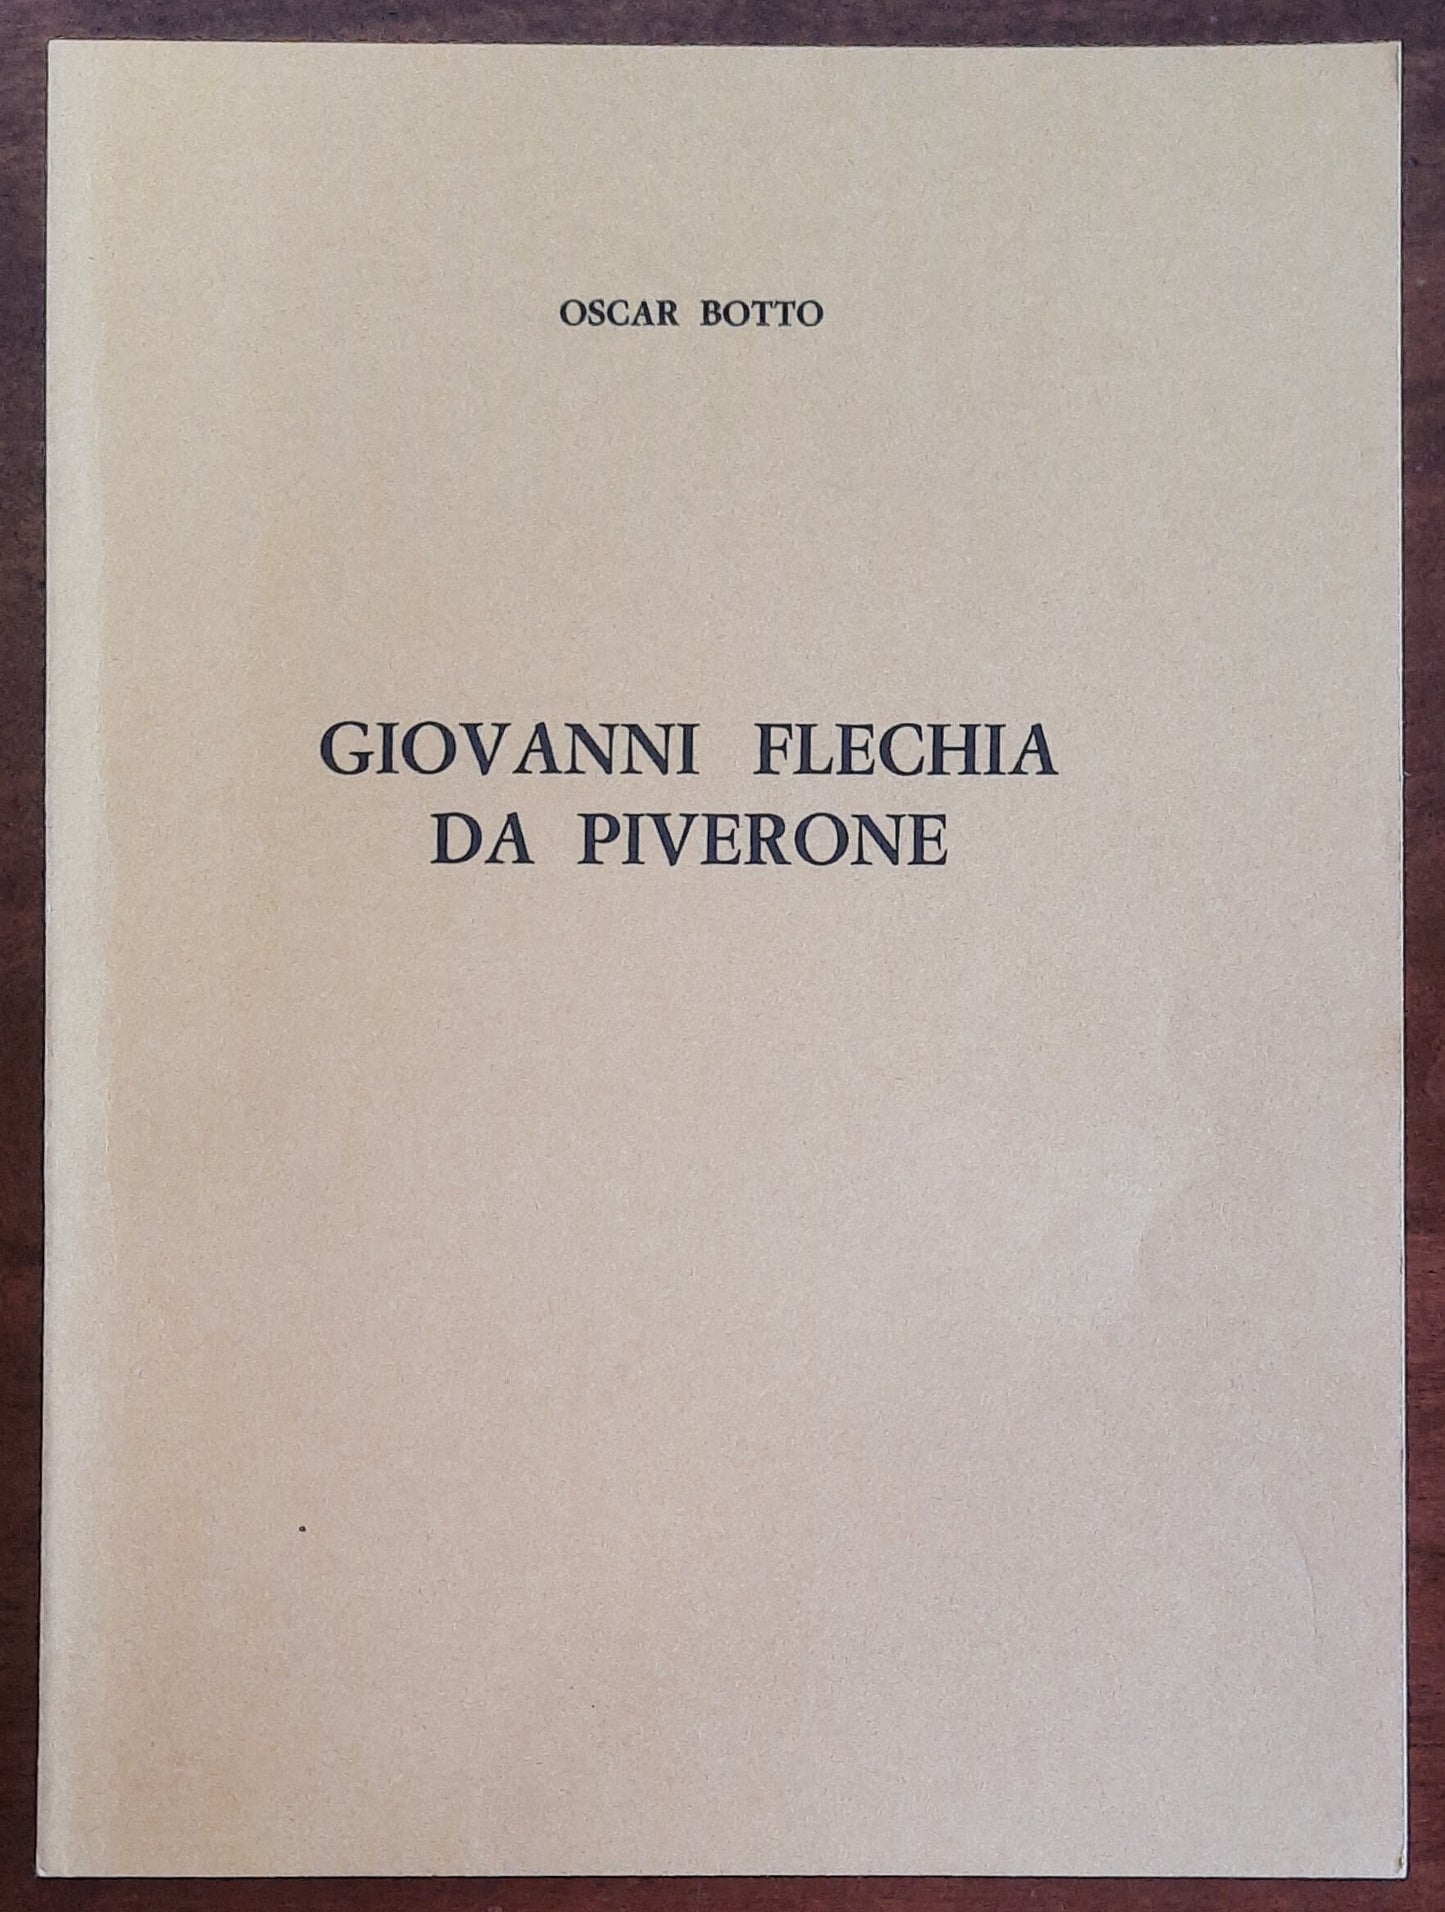 OSCAR BOTTO
GIOVANNI FLECHIA
DA PIVERONE